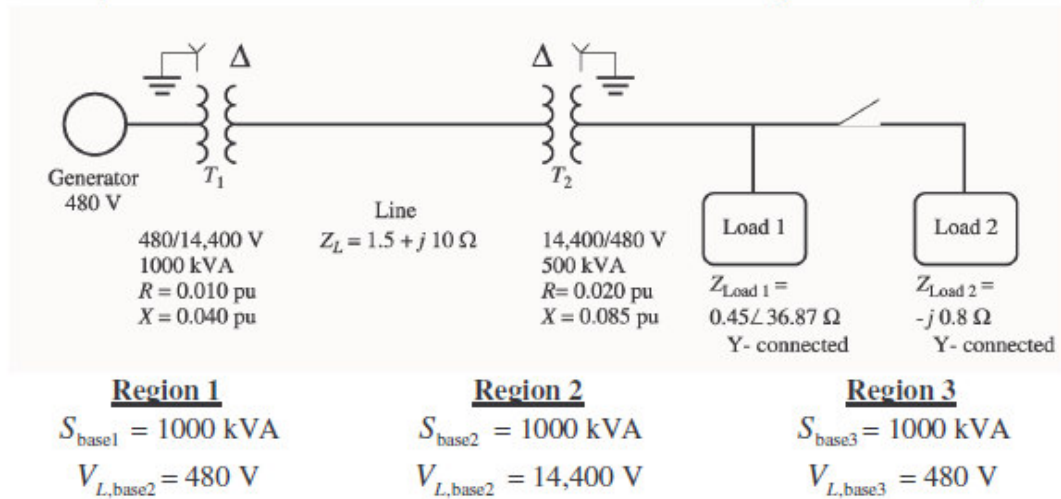 Δ Δ
Generator
480 V
T1
T2
Line
ZL = 1.5 + j 10 Ω
480/14,400 V
1000 kVA
R = 0.010 pu
X = 0.040 pu
14,400/480 V
500 kVA
R= 0.020 pu
X = 0.085 pu
Load 1
Load 2
ZLoad 1 =
0.45∠36.87 Ω
Y- connected
ZLoad 2 =
-j 0.8 Ω
Y- connected
Region 1
Sbase1 = 1000 kVA
VL,base2 = 480 V
Region 2
Sbase2 = 1000 kVA
VL,base2 = 14,400 V
Region 3
Sbase3 = 1000 kVA
VL,base3 = 480 V